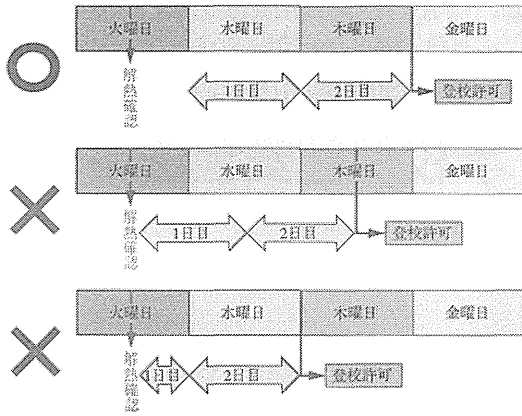 火曜日 水曜日 木曜日 金曜日
解熱確認
1日目 2日目
登校許可
火曜日 水曜日 木曜日 金曜日
解熱確認
1日目 2日目
登校許可
火曜日 水曜日 木曜日 金曜日
解熱確認
1日目 2日目
登校許可